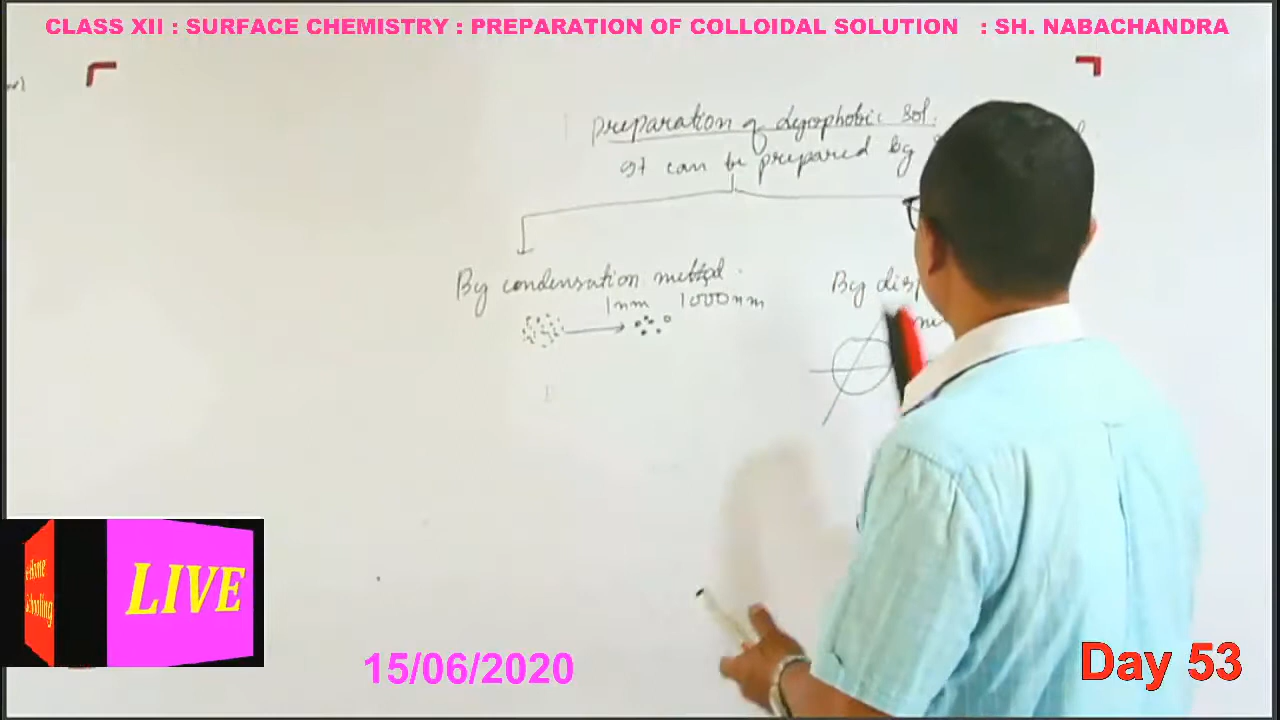 CLASS XII : SURFACE CHEMISTRY : PREPARATION OF COLLOIDAL SOLUTION : SH. NABACHANDRA
preparation of lyophobic sol.
It can be prepared by
By condensation method.
1nm 1000nm
By disp
LIVE
15/06/2020
Day 53